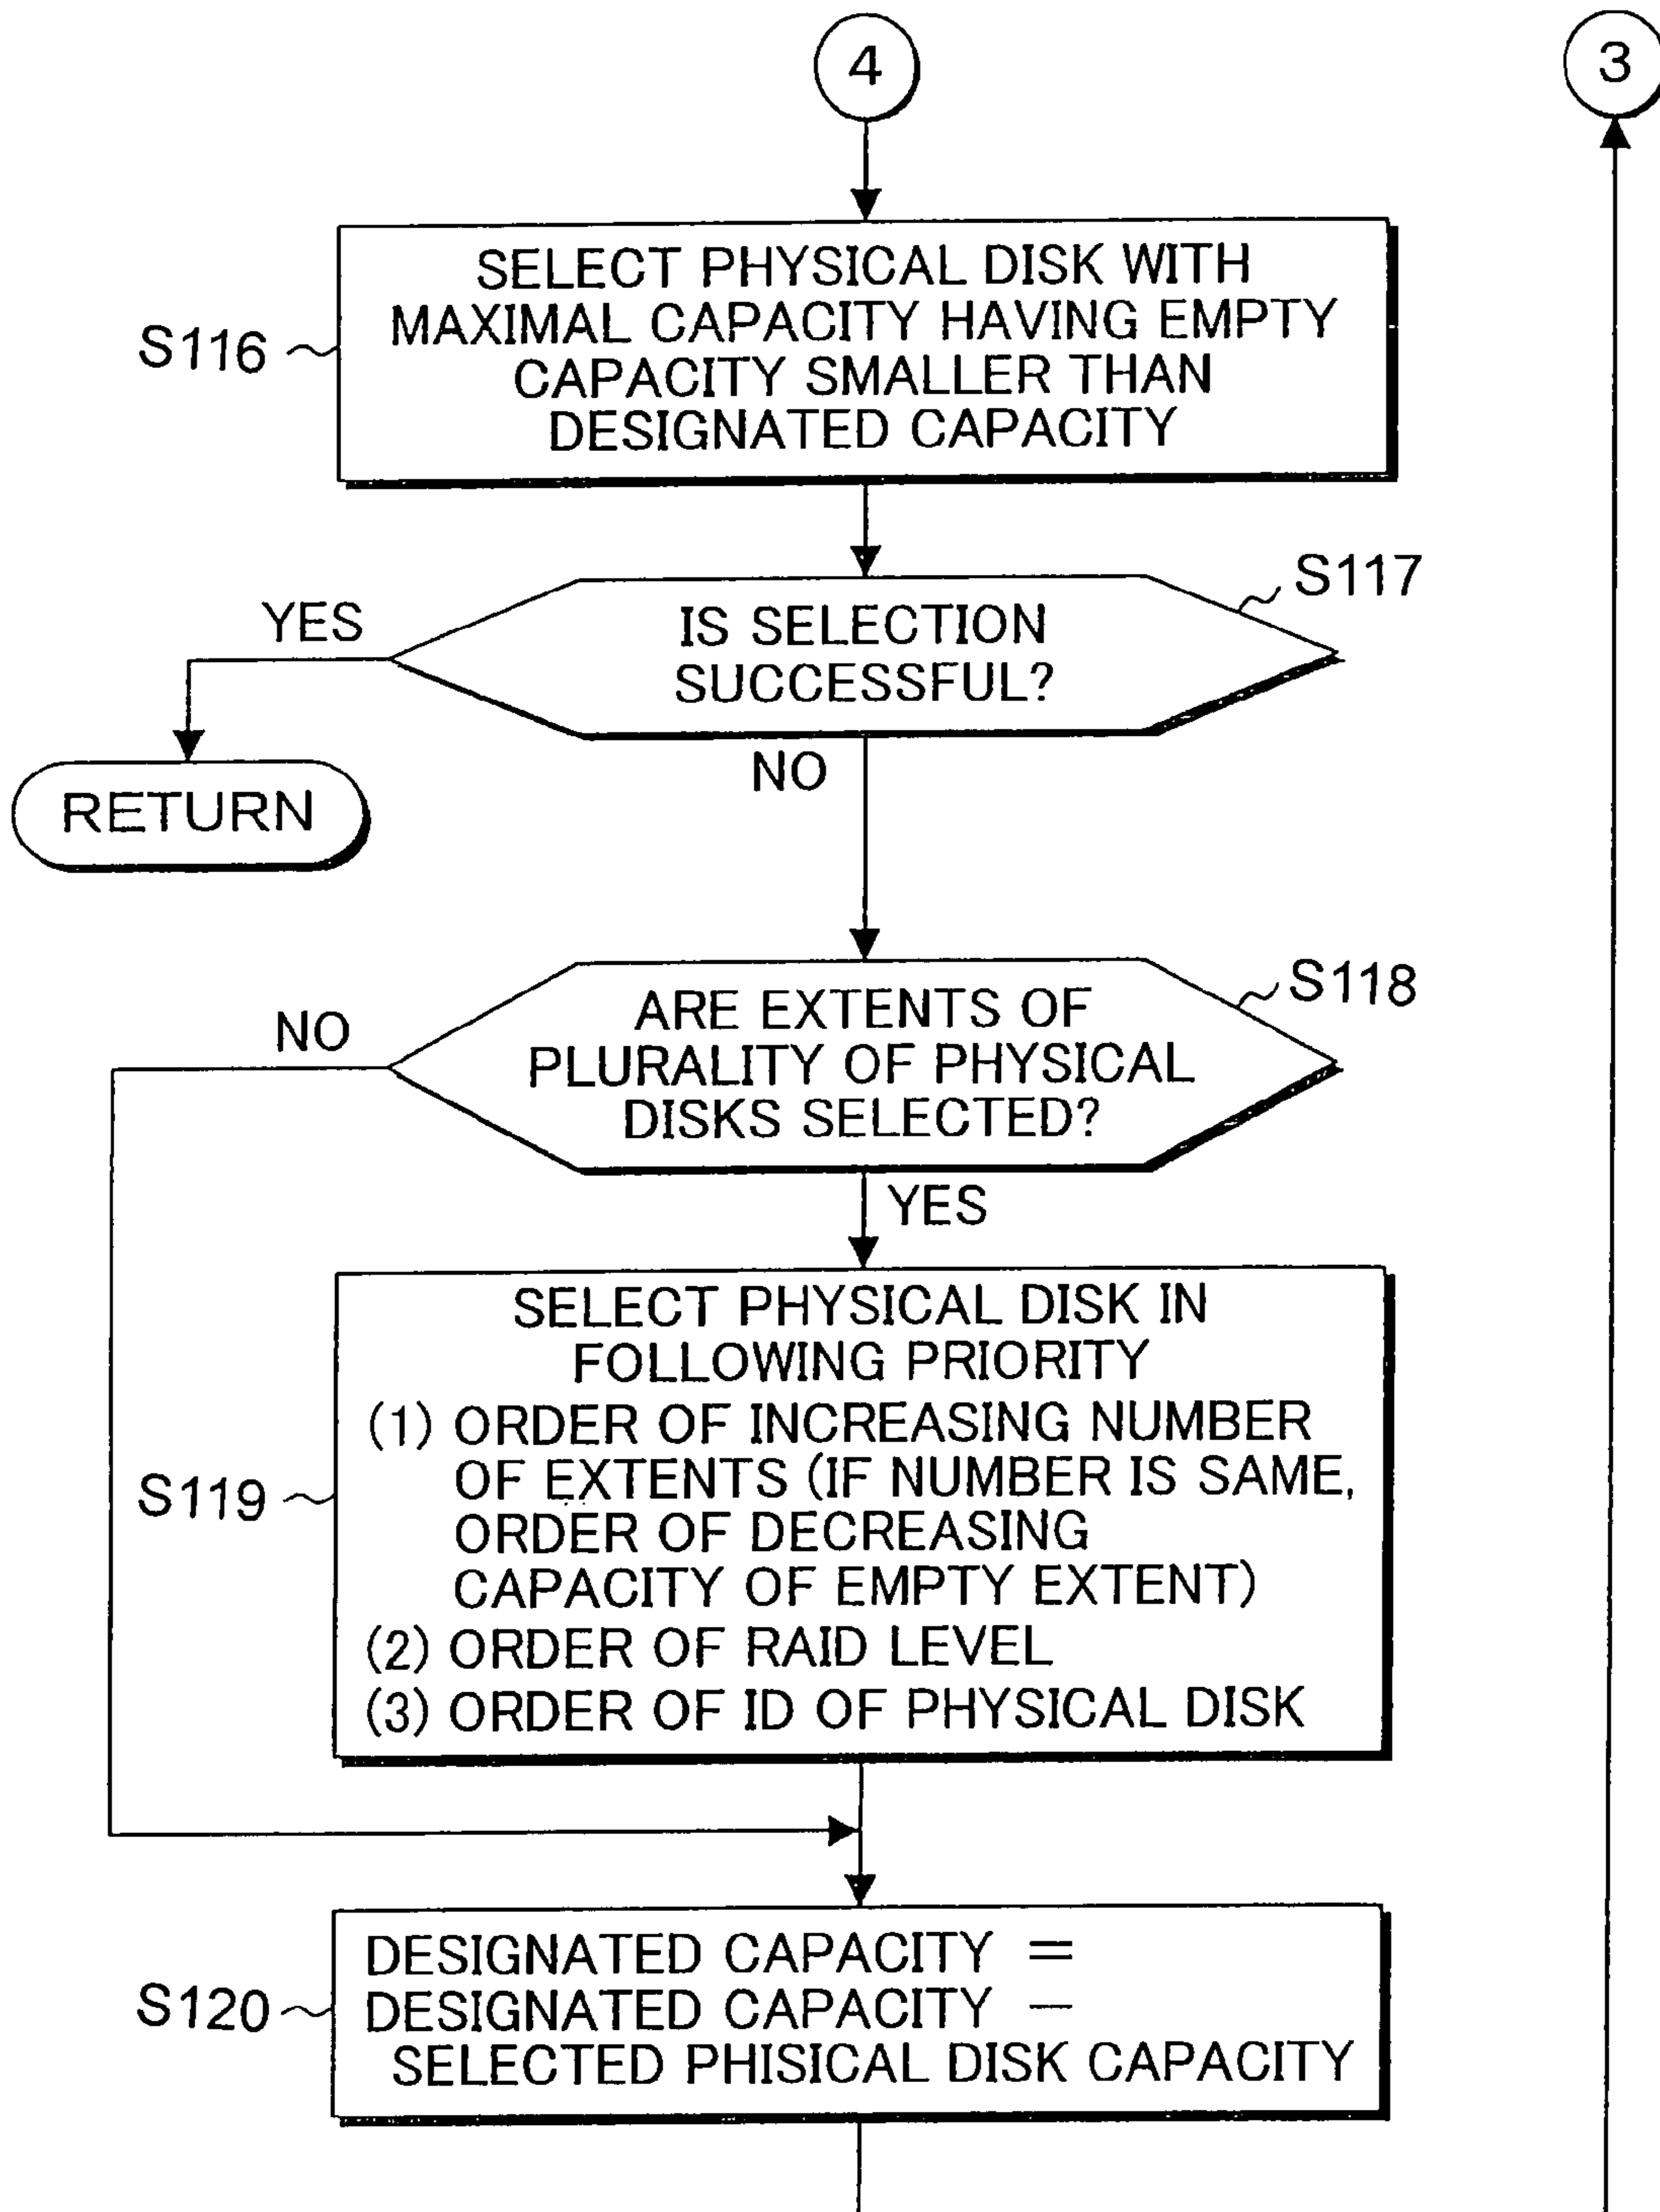 4
3
SELECT PHYSICAL DISK WITH
MAXIMAL CAPACITY HAVING EMPTY
CAPACITY SMALLER THAN
DESIGNATED CAPACITY
S116
S117
IS SELECTION
SUCCESSFUL?
YES
RETURN
NO
S118
ARE EXTENTS OF
PLURALITY OF PHYSICAL
DISKS SELECTED?
NO
YES
SELECT PHYSICAL DISK IN
FOLLOWING PRIORITY
(1) ORDER OF INCREASING NUMBER
OF EXTENTS (IF NUMBER IS SAME,
ORDER OF DECREASING
CAPACITY OF EMPTY EXTENT)
(2) ORDER OF RAID LEVEL
(3) ORDER OF ID OF PHYSICAL DISK
S119
DESIGNATED CAPACITY =
DESIGNATED CAPACITY −
SELECTED PHISICAL DISK CAPACITY
S120